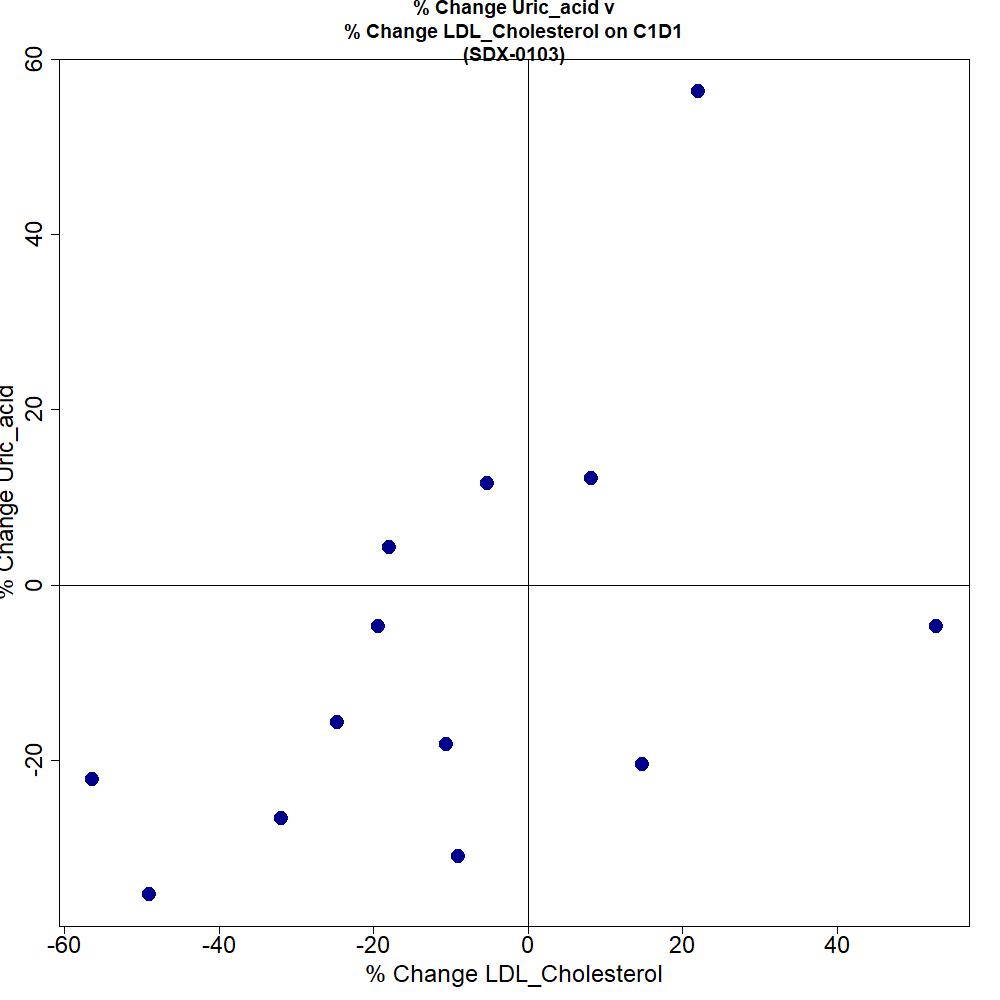 % Change Uric_acid v
% Change LDL_Cholesterol on C1D1
(SDX-0103)
% Change Uric_acid
60
40
20
0
-20
-60
-40
-20
0
20
40
% Change LDL_Cholesterol